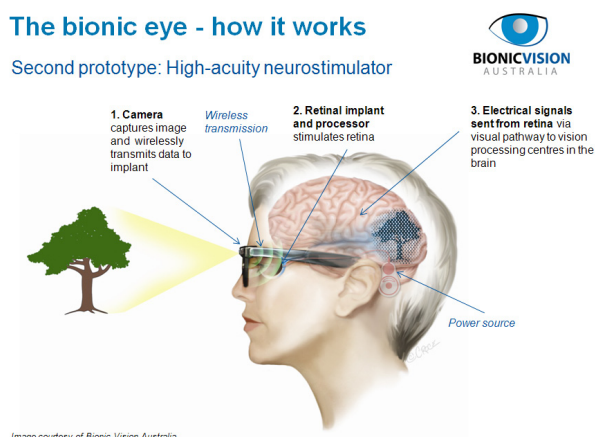 The bionic eye - how it works
BIONICVISION
AUSTRALIA
Second prototype: High-acuity neurostimulator
1. Camera
captures image
and wirelessly
transmits data to
implant
Wireless
transmission
2. Retinal implant
and processor
stimulates retina
3. Electrical signals
sent from retina via
visual pathway to vision
processing centres in the
brain
Power source
Image courtesy of Bionic Vision Australia